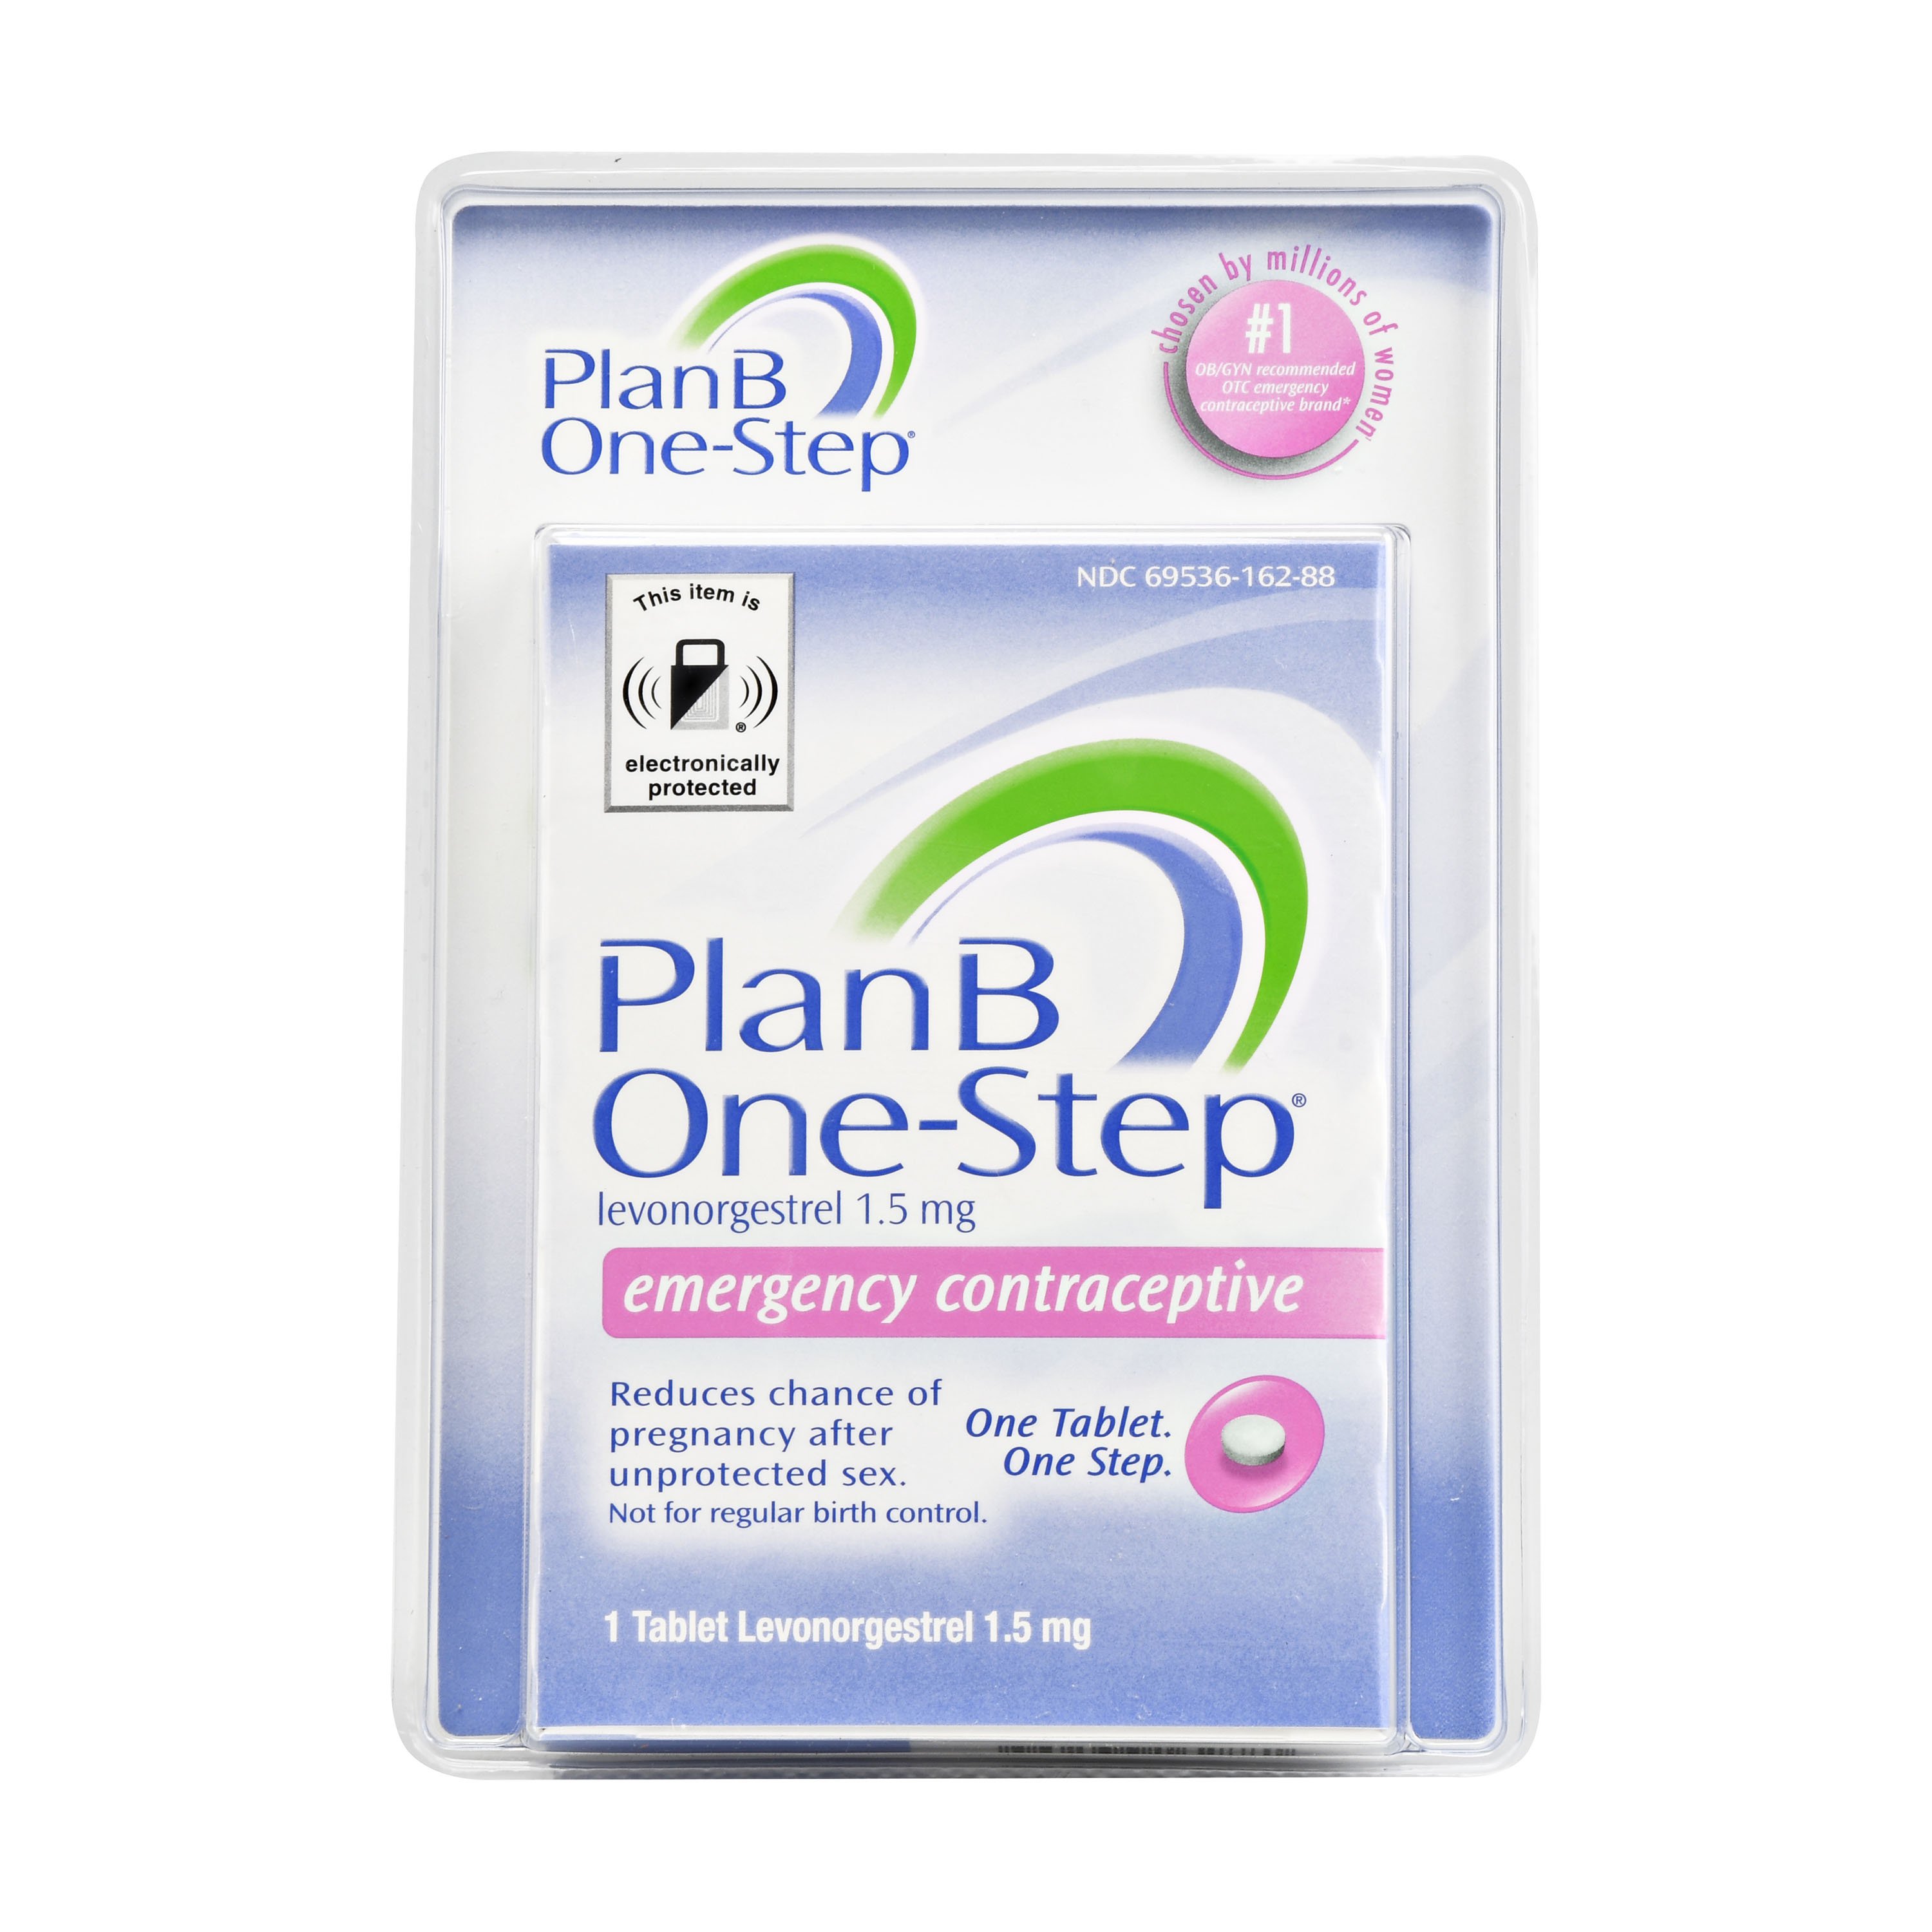 Plan B
One-Step®
chosen by millions of women
#1
OB/GYN recommended
OTC emergency
contraceptive brand*
This item is
®
electronically
protected
NDC 69536-162-88
Plan B
One-Step®
levonorgestrel 1.5 mg
emergency contraceptive
Reduces chance of
pregnancy after
unprotected sex.
Not for regular birth control.
One Tablet.
One Step.
1 Tablet Levonorgestrel 1.5 mg